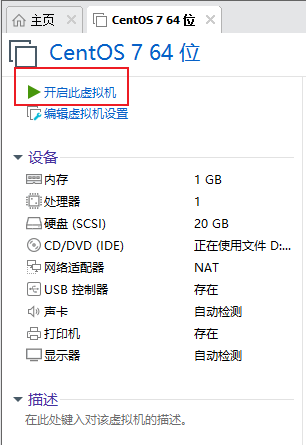 主页
CentOS 7 64 位
CentOS 7 64 位
开启此虚拟机
编辑虚拟机设置
设备
内存 1 GB
处理器 1
硬盘 (SCSI) 20 GB
CD/DVD (IDE) 正在使用文件 D:...
网络适配器 NAT
USB 控制器 存在
声卡 自动检测
打印机 存在
显示器 自动检测
描述
在此处键入对该虚拟机的描述。